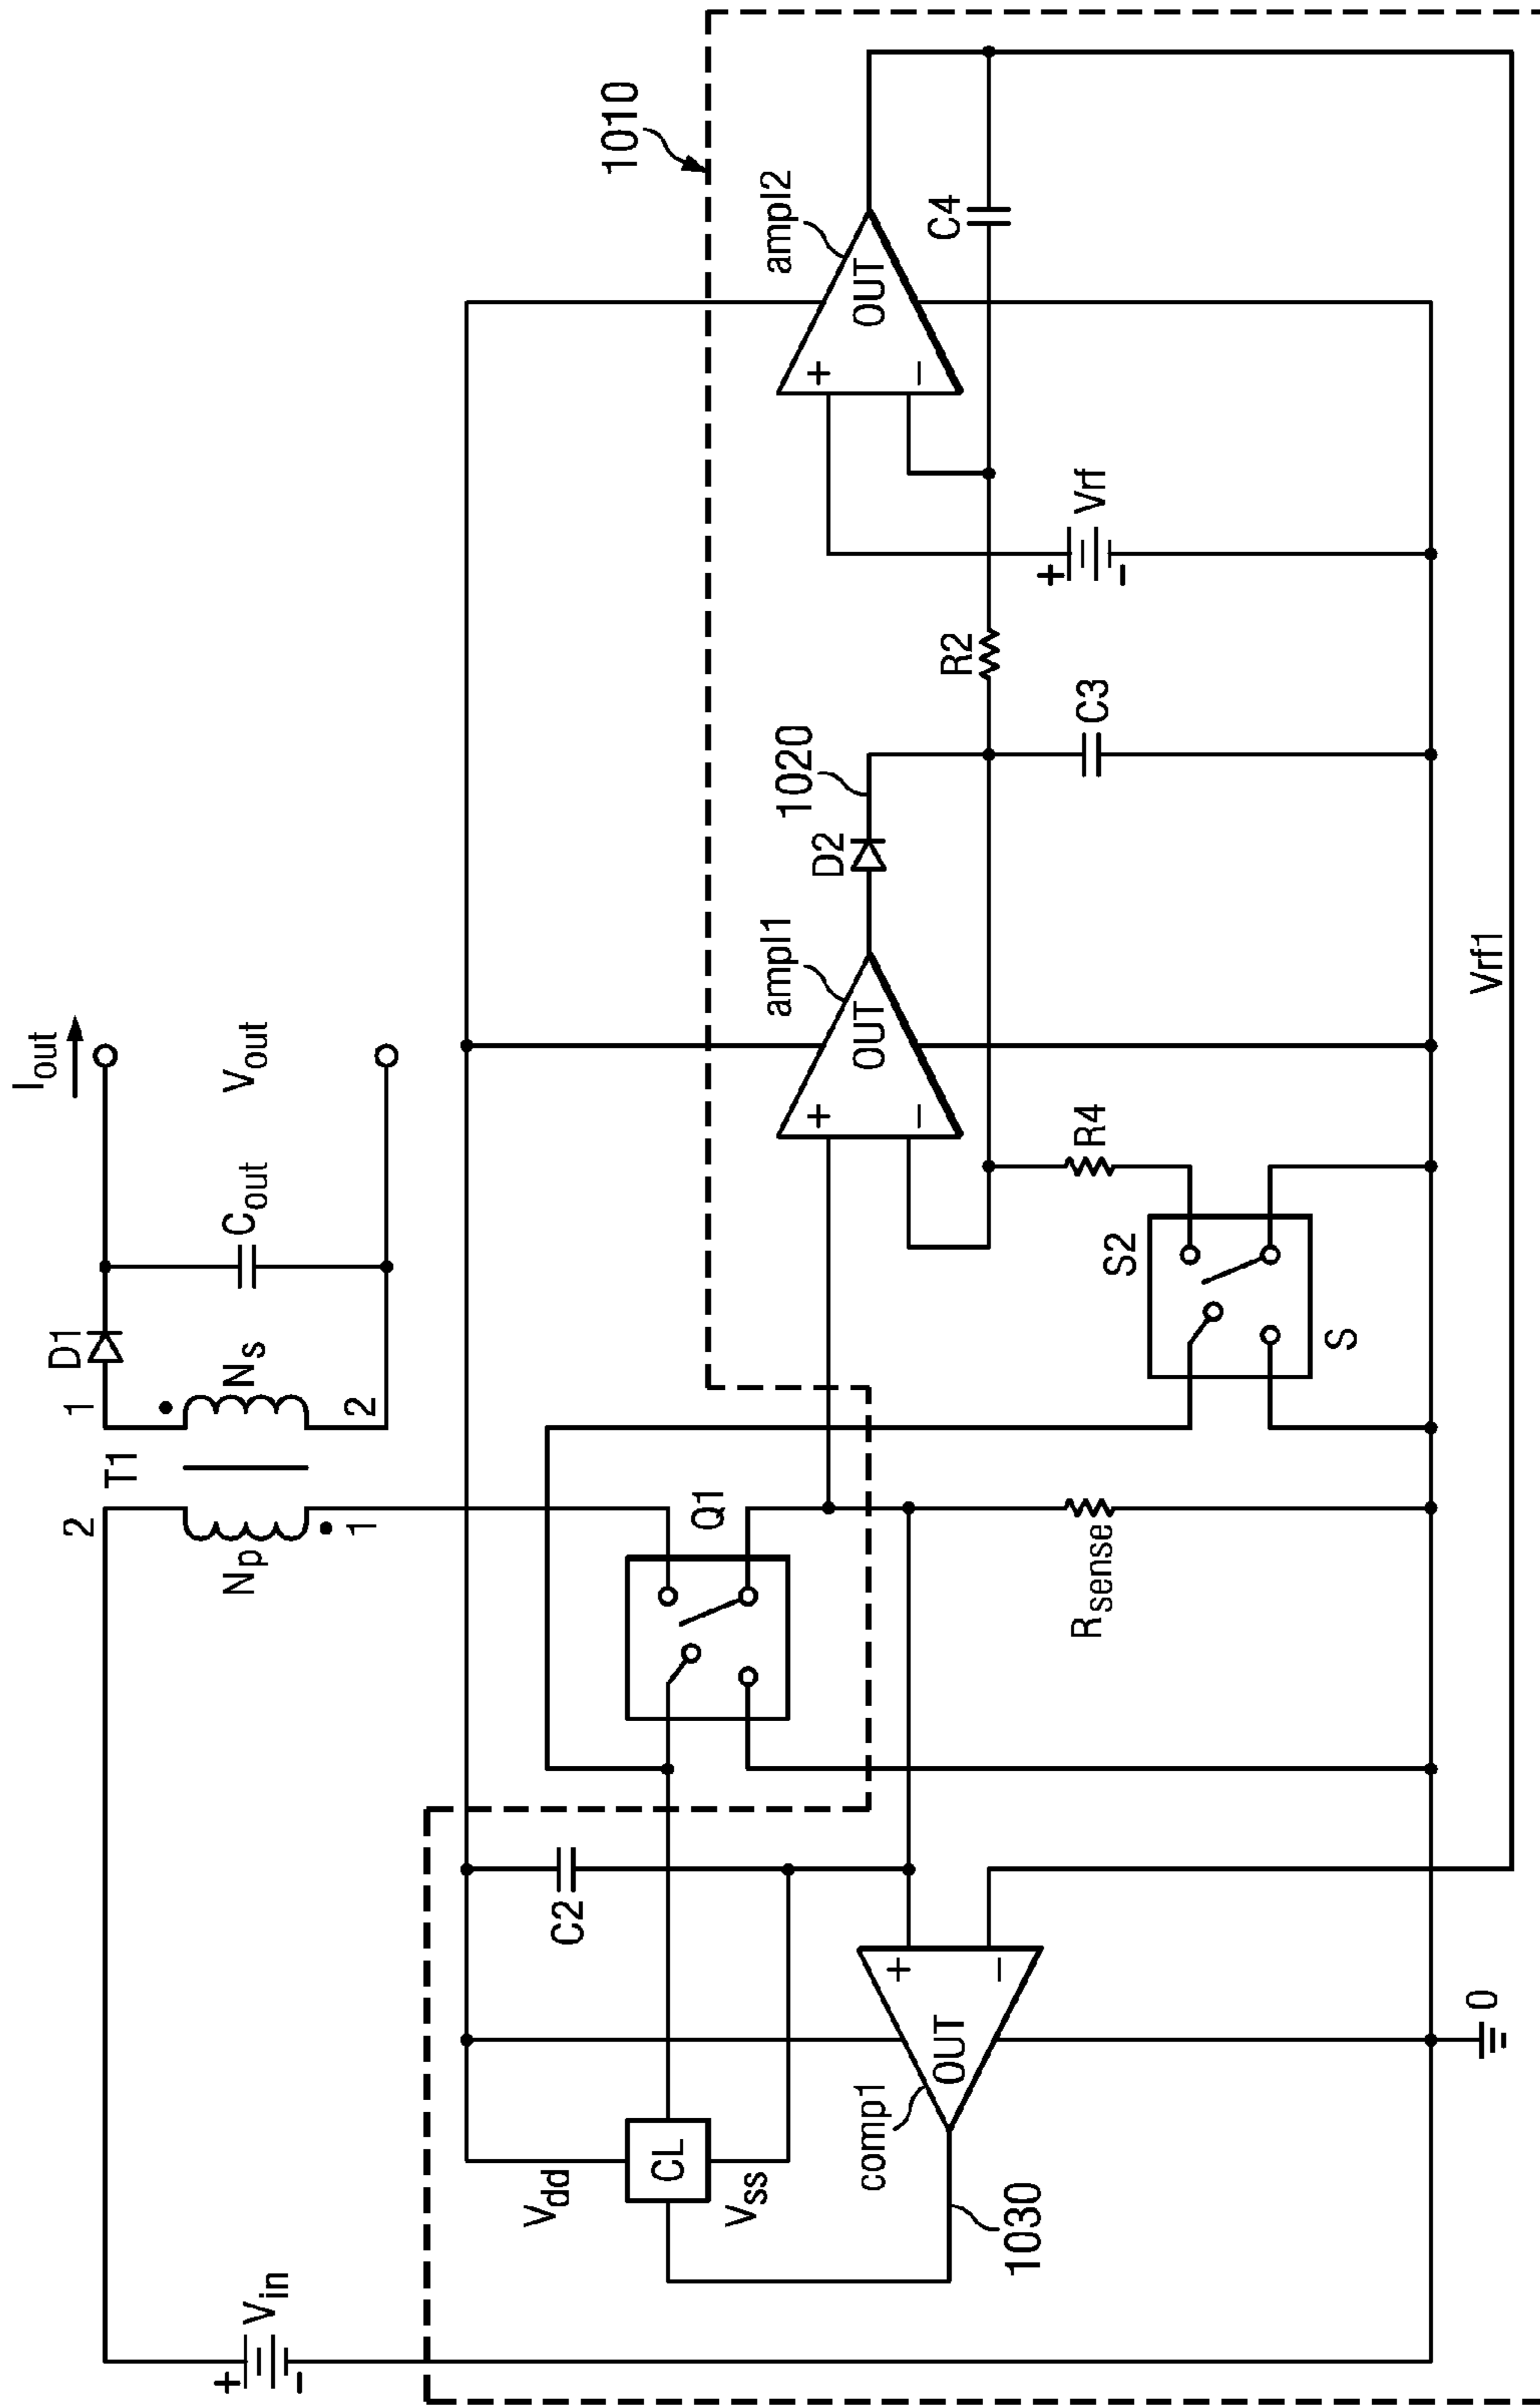 I_out
D1
1
T1
2
N_p
1
N_s
2
C_out
V_out
+
V_in
-
1010
V_dd
CL
V_ss
C2
Q1
ampl1
+
-
OUT
D2
1020
ampl2
+
-
OUT
C4
R2
C3
+
Vrf
-
comp1
+
-
OUT
1030
R_sense
S2
S
R4
Vrf1
0